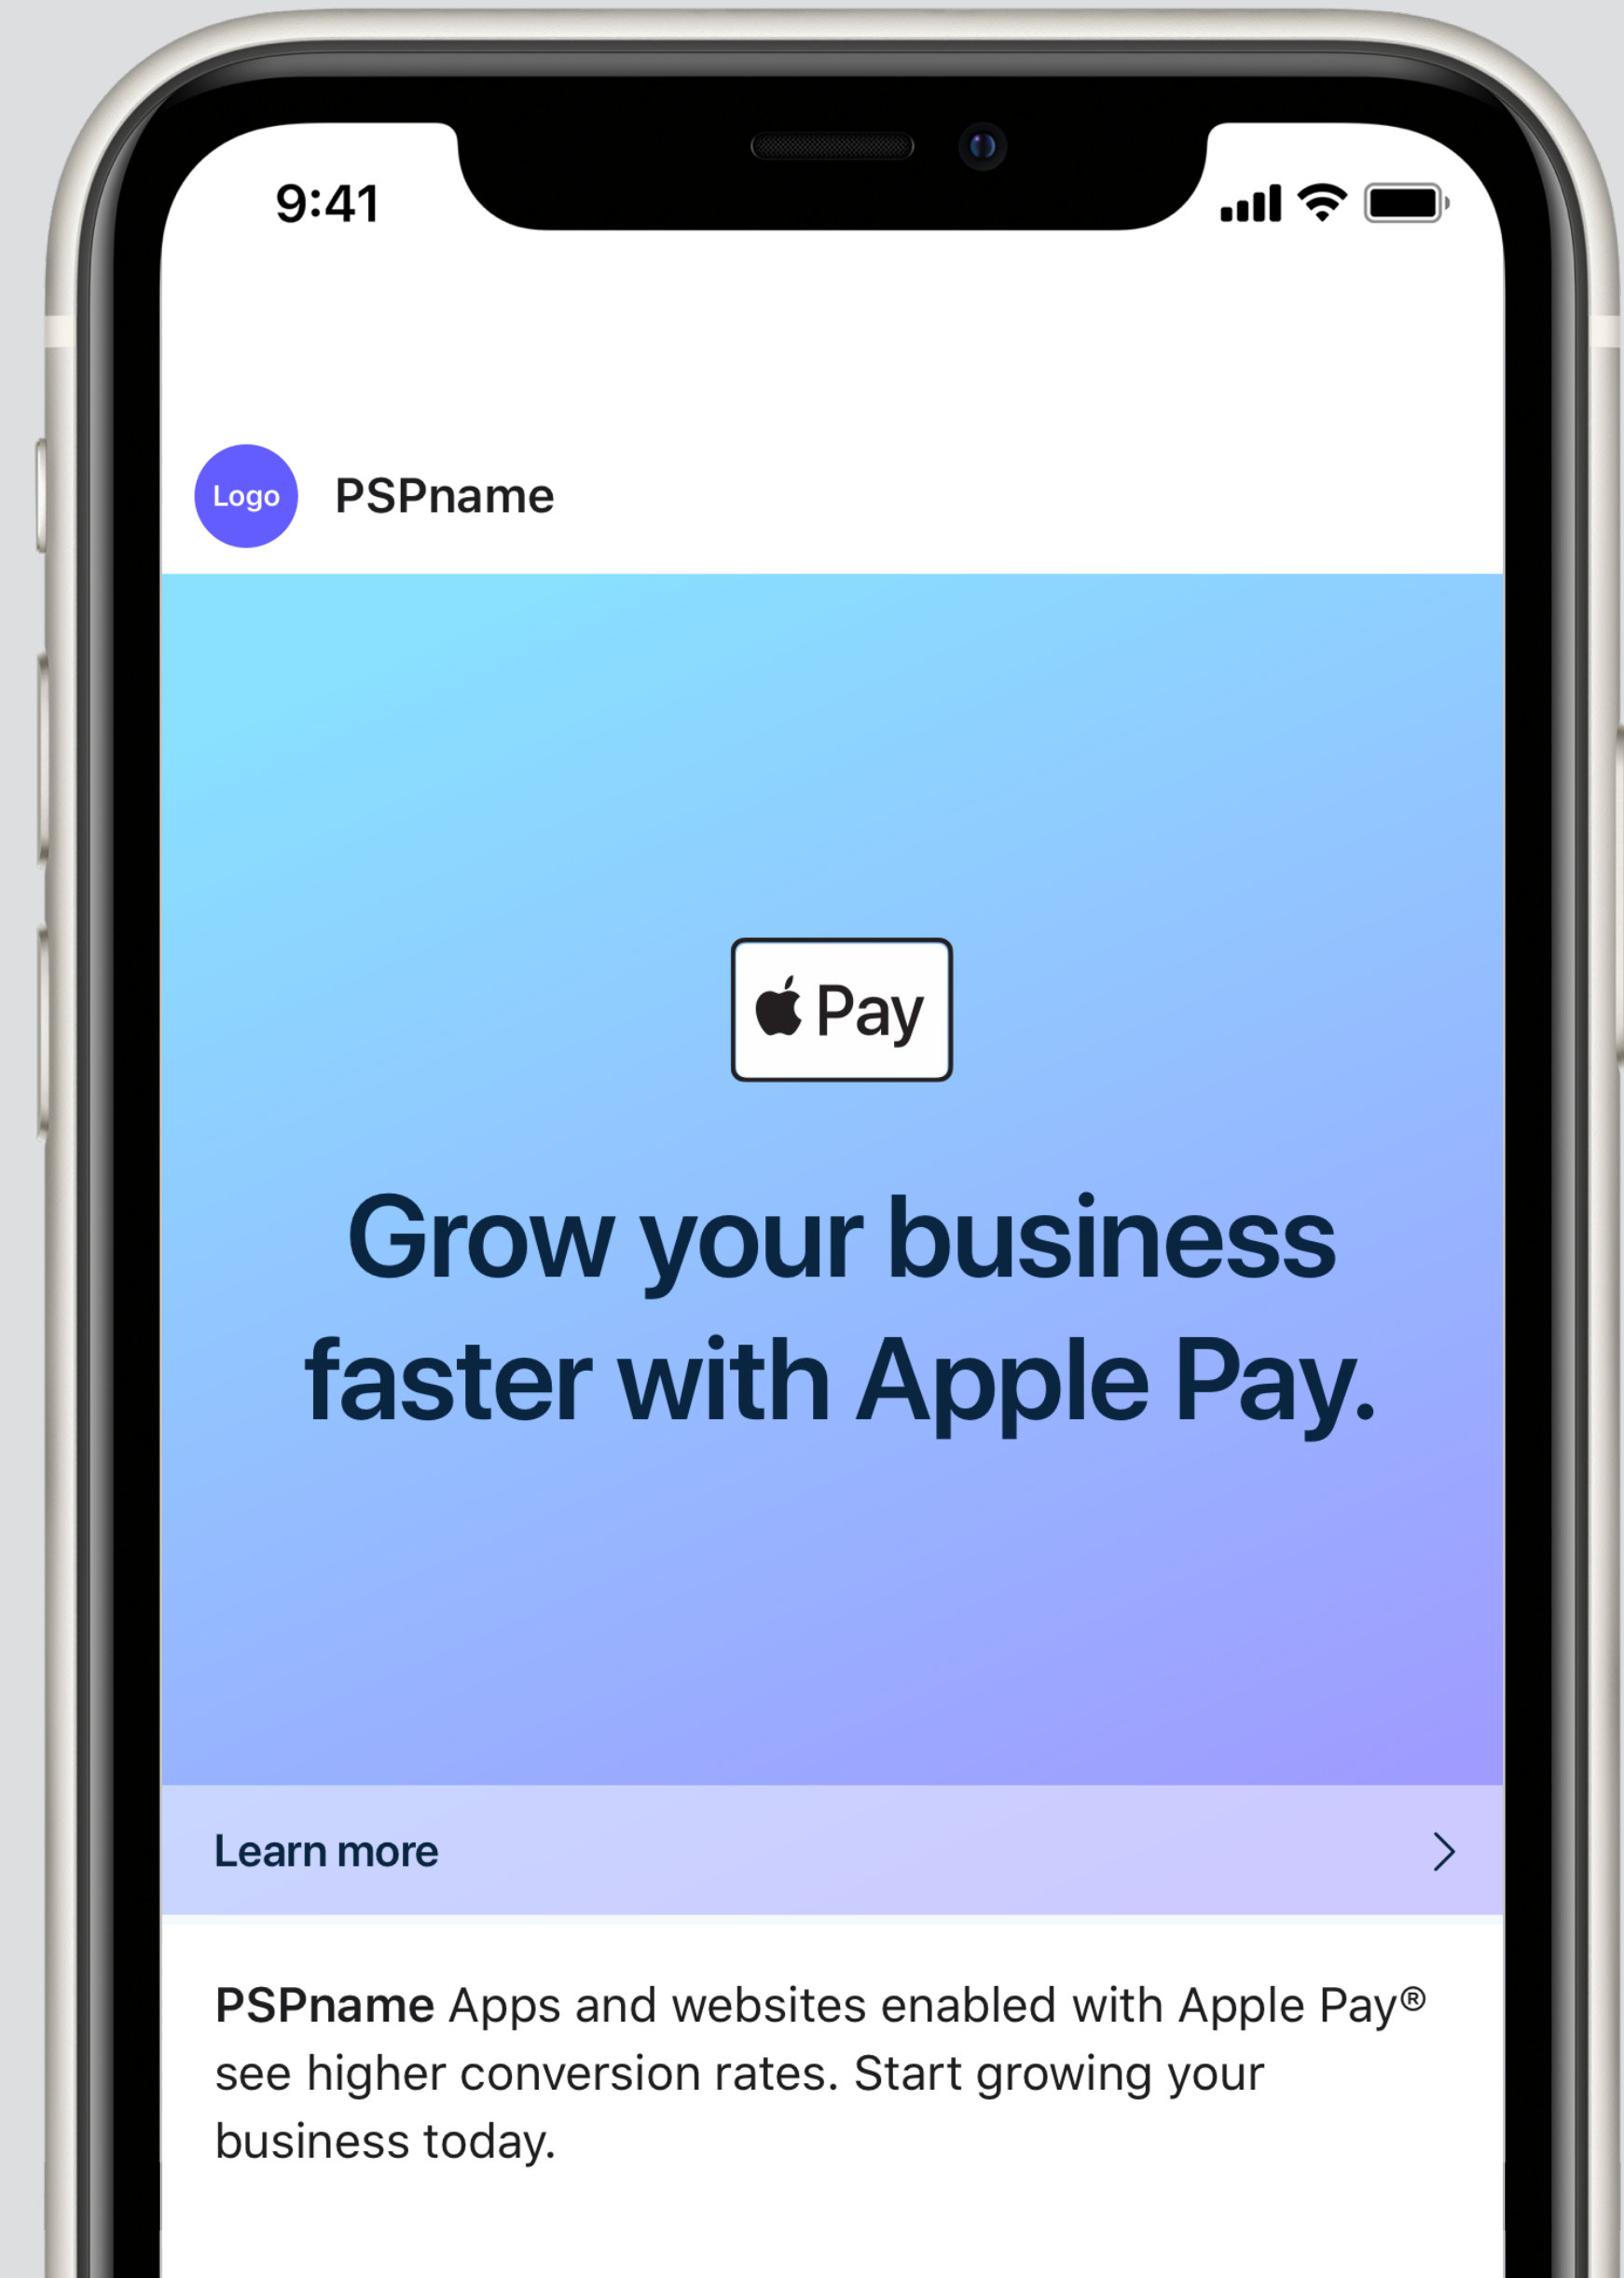 9:41
Logo
PSPname
Pay
Grow your business
faster with Apple Pay.
Learn more
PSPname Apps and websites enabled with Apple Pay®
see higher conversion rates. Start growing your
business today.